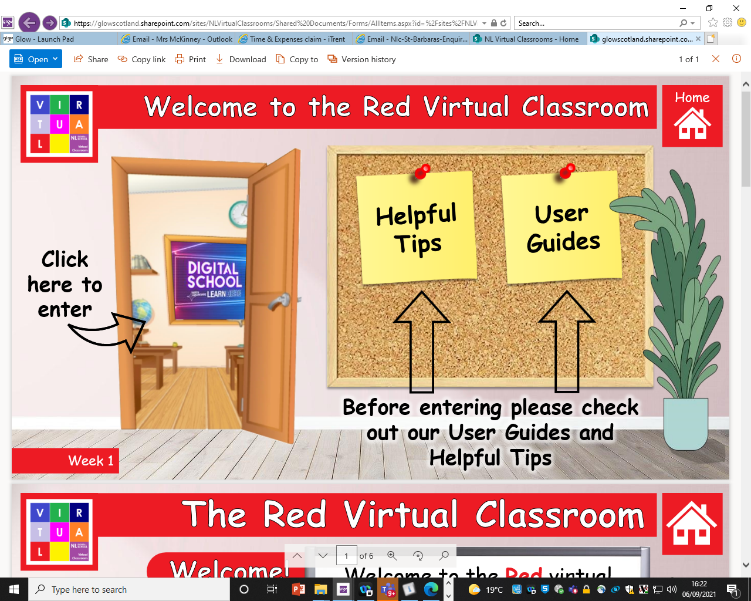 https://glowscotland.sharepoint.com/sites/NLVirtualClassrooms/Shared%20Documents/Forms/AllItems.aspx?id=%2Fsites%2FNLV
Search...
Glow - Launch Pad
Email - Mrs McKinney - Outlook
Time & Expenses claim - iTrent
Email - Nlc-St-Barbaras-Enquir...
NL Virtual Classrooms - Home
glowscotland.sharepoint.co...
Open
Share
Copy link
Print
Download
Copy to
Version history
1 of 1
VIR
TUA
L
NL
Welcome to the Red Virtual Classroom
Home
Click
here to
enter
DIGITAL
SCHOOL
LEARN
Helpful
Tips
User
Guides
Before entering please check
out our User Guides and
Helpful Tips
Week 1
VIR
TUA
L
NL
The Red Virtual Classroom
Welcome
Welcome to the Red virtual
1 of 6
Type here to search
19°C
16:22
06/09/2021